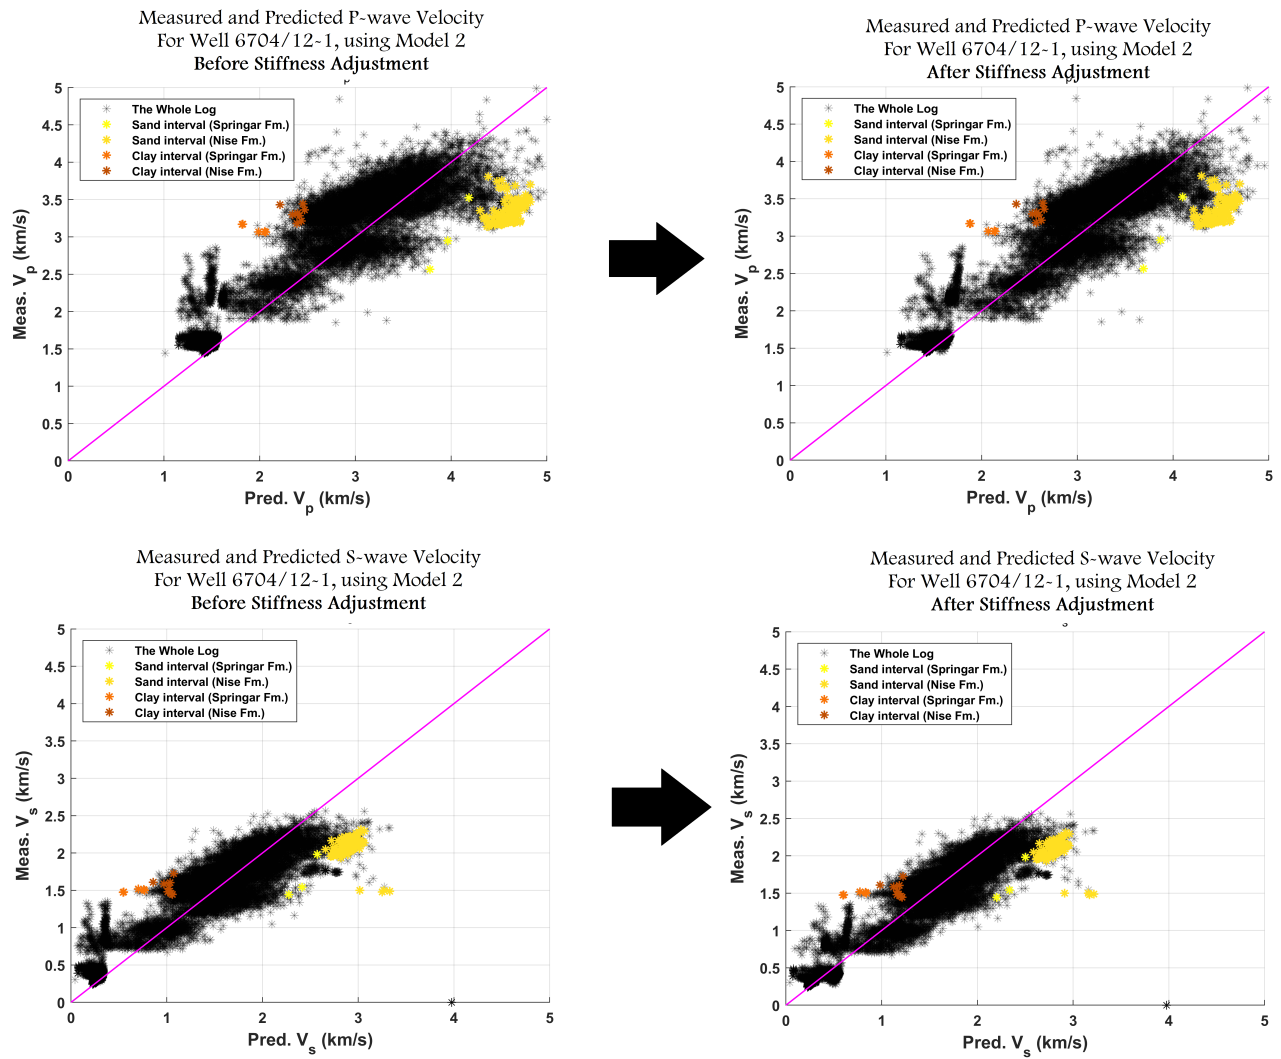 Measured and Predicted P-wave Velocity
For Well 6704/12-1, using Model 2
Before Stiffness Adjustment
5
4.5
4
3.5
3
2.5
2
1.5
1
0.5
0
0
1
2
3
4
5
Meas. Vp (km/s)
Pred. Vp (km/s)
The Whole Log
Sand interval (Springar Fm.)
Sand interval (Nise Fm.)
Clay interval (Springar Fm.)
Clay interval (Nise Fm.)
Measured and Predicted P-wave Velocity
For Well 6704/12-1, using Model 2
After Stiffness Adjustment
5
4.5
4
3.5
3
2.5
2
1.5
1
0.5
0
0
1
2
3
4
5
Meas. Vp (km/s)
Pred. Vp (km/s)
The Whole Log
Sand interval (Springar Fm.)
Sand interval (Nise Fm.)
Clay interval (Springar Fm.)
Clay interval (Nise Fm.)
Measured and Predicted S-wave Velocity
For Well 6704/12-1, using Model 2
Before Stiffness Adjustment
5
4.5
4
3.5
3
2.5
2
1.5
1
0.5
0
0
1
2
3
4
5
Meas. Vs (km/s)
Pred. Vs (km/s)
The Whole Log
Sand interval (Springar Fm.)
Sand interval (Nise Fm.)
Clay interval (Springar Fm.)
Clay interval (Nise Fm.)
Measured and Predicted S-wave Velocity
For Well 6704/12-1, using Model 2
After Stiffness Adjustment
5
4.5
4
3.5
3
2.5
2
1.5
1
0.5
0
0
1
2
3
4
5
Meas. Vs (km/s)
Pred. Vs (km/s)
The Whole Log
Sand interval (Springar Fm.)
Sand interval (Nise Fm.)
Clay interval (Springar Fm.)
Clay interval (Nise Fm.)